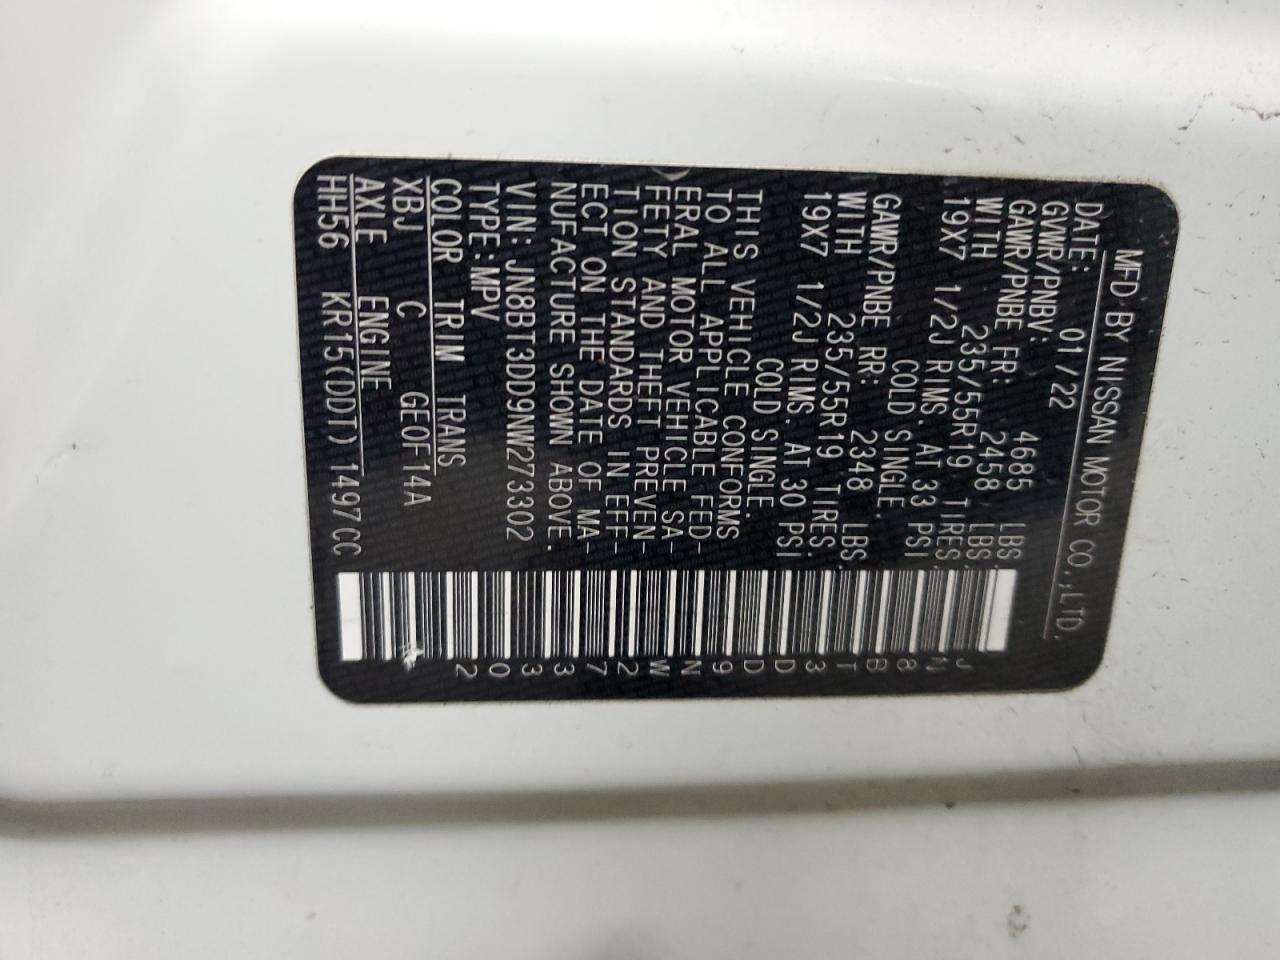 MFD BY NISSAN MOTOR CO.,LTD.
DATE: 01/22
GVWR/PNBV: 4685 LBS.
GAWR/PNBE FR: 2458 LBS.
WITH 235/55R19 TIRES,
19X7 1/2J RIMS. AT 33 PSI
COLD SINGLE.
GAWR/PNBE RR: 2348 LBS.
WITH 235/55R19 TIRES,
19X7 1/2J RIMS. AT 30 PSI
COLD SINGLE.
THIS VEHICLE CONFORMS
TO ALL APPLICABLE FED-
ERAL MOTOR VEHICLE SA-
FETY AND THEFT PREVEN-
TION STANDARDS IN EFF-
ECT ON THE DATE OF MA-
NUFACTURE SHOWN ABOVE.
VIN: JN8BT3DD9NW273302
TYPE:MPV
COLOR TRIM TRANS
XBJ C GE0F14A
AXLE ENGINE
HH56 KR15(DDT)1497CC
JN8BT3DD9NW273302